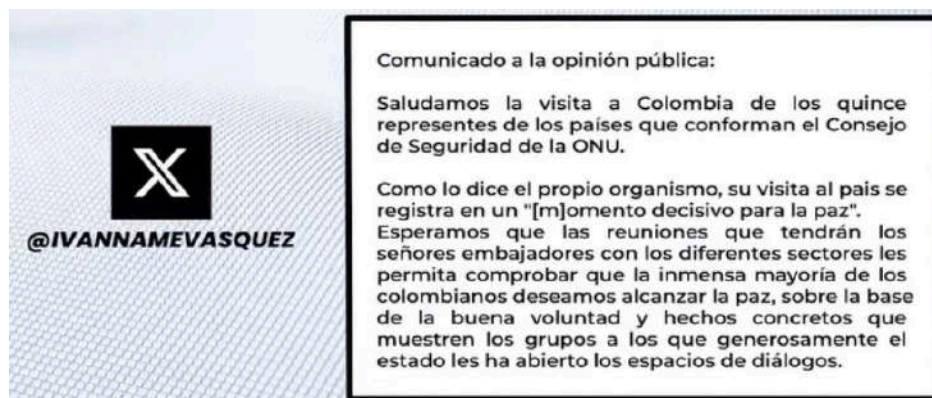 @IVANNAMEVASQUEZ
Comunicado a la opinión pública:
Saludamos la visita a Colombia de los quince
representes de los países que conforman el Consejo
de Seguridad de la ONU.
Como lo dice el propio organismo, su visita al pais se
registra en un "[m]omento decisivo para la paz".
Esperamos que las reuniones que tendrán los
señores embajadores con los diferentes sectores les
permita comprobar que la inmensa mayoría de los
colombianos deseamos alcanzar la paz, sobre la base
de la buena voluntad y hechos concretos que
muestren los grupos a los que generosamente el
estado les ha abierto los espacios de diálogos.